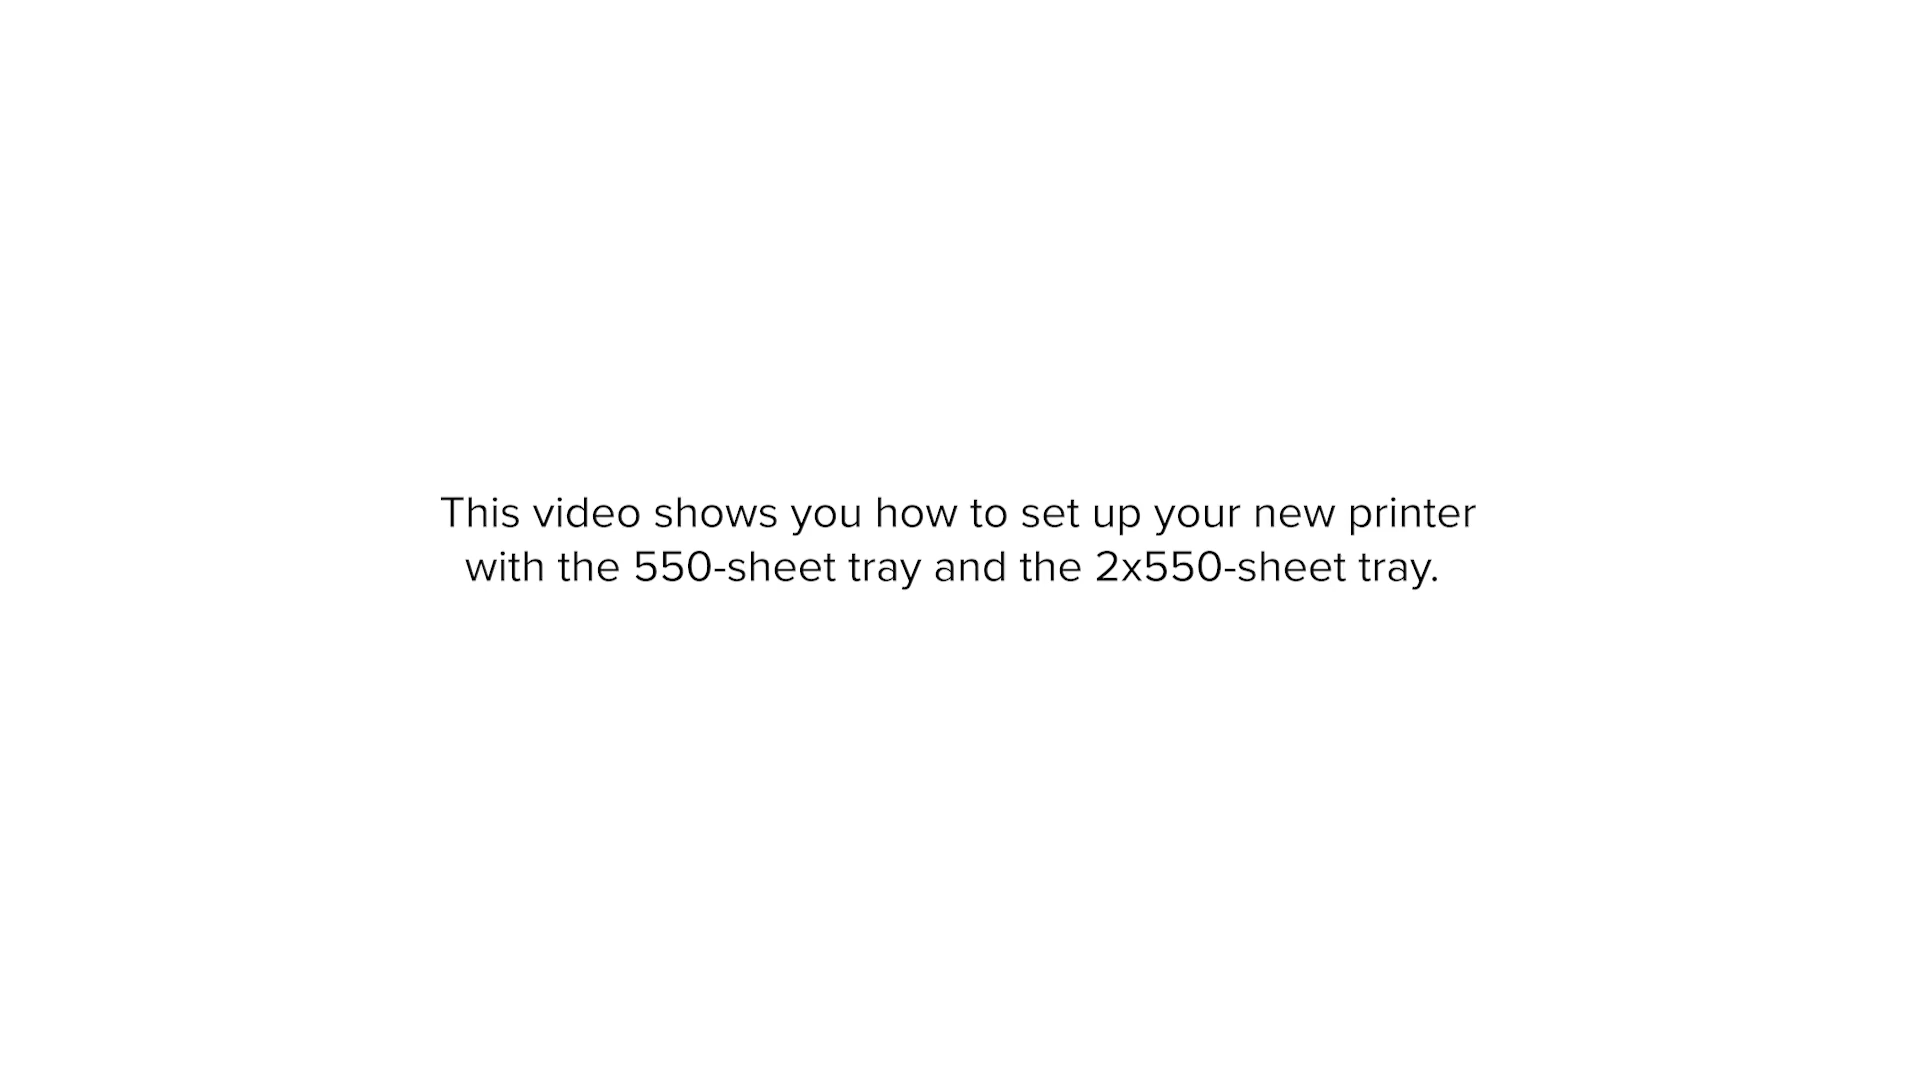 This video shows you how to set up your new printer
with the 550-sheet tray and the 2x550-sheet tray.